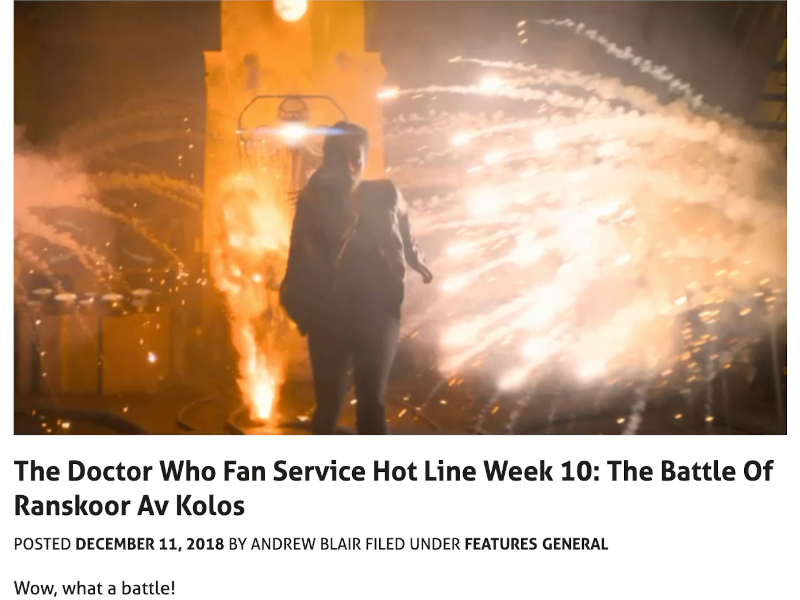 The Doctor Who Fan Service Hot Line Week 10: The Battle Of
Ranskoor Av Kolos
POSTED DECEMBER 11, 2018 BY ANDREW BLAIR FILED UNDER FEATURES GENERAL
Wow, what a battle!